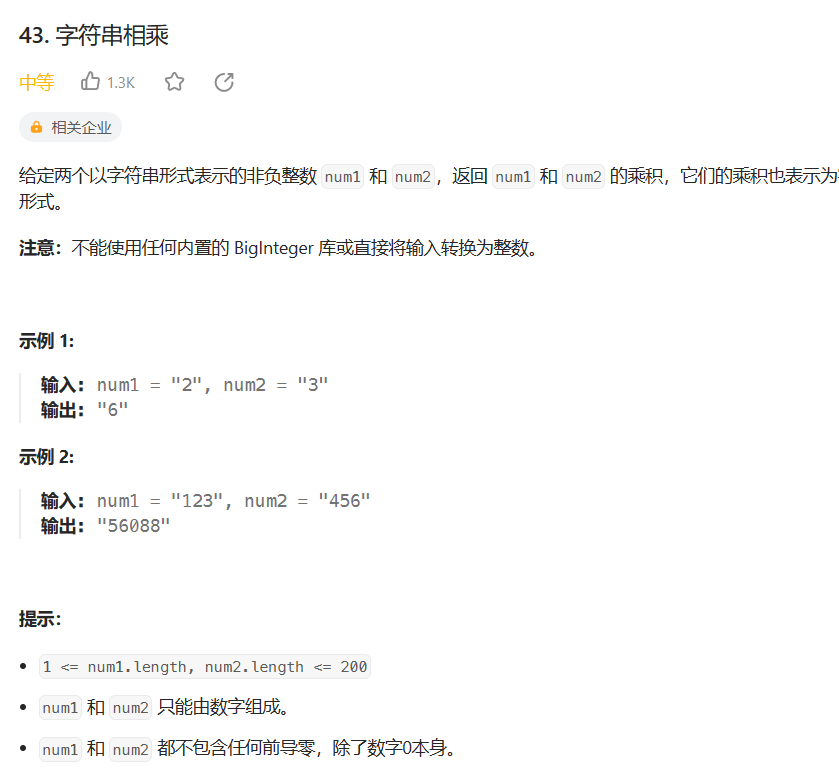 43. 字符串相乘
中等 1.3K
相关企业
给定两个以字符串形式表示的非负整数 num1 和 num2，返回 num1 和 num2 的乘积，它们的乘积也表示为
形式。
注意：不能使用任何内置的 BigInteger 库或直接将输入转换为整数。
示例 1:
输入: num1 = "2", num2 = "3"
输出: "6"
示例 2:
输入: num1 = "123", num2 = "456"
输出: "56088"
提示：
• 1 <= num1.length, num2.length <= 200
• num1 和 num2 只能由数字组成。
• num1 和 num2 都不包含任何前导零，除了数字0本身。